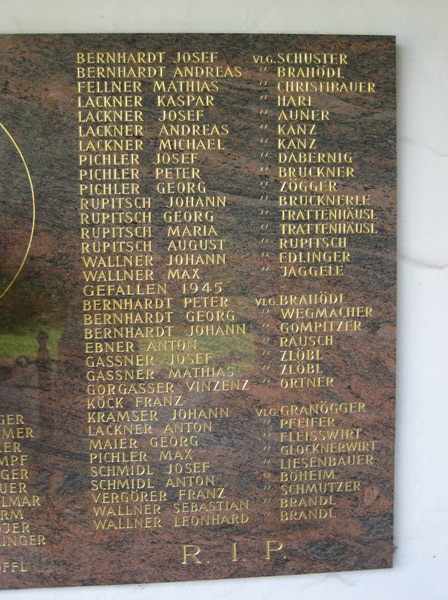 BERNHARDT JOSEF VLG. SCHUSTER
BERNHARDT ANDREAS " BRAHÖDL
FELLNER MATHIAS " CHRISTIBAUER
LACKNER KASPAR " HARI
LACKNER JOSEF " AUNER
LACKNER ANDREAS " KANZ
LACKNER MICHAEL " KANZ
PICHLER JOSEF " DABERNIG
PICHLER PETER " BRUCKNER
PICHLER GEORG " ZÖGGER
RUPITSCH JOHANN " BRUCKNERLE
RUPITSCH GEORG " TRATTENHÄUSL
RUPITSCH MARIA " TRATTENHÄUSL
RUPITSCH AUGUST " RUPITSCH
WALLNER JOHANN " EDLINGER
WALLNER MAX " JAGGELE
GEFALLEN 1945
BERNHARDT PETER VLG. BRAHÖDL
BERNHARDT GEORG " WEGMACHER
BERNHARDT JOHANN " GOMPITZER
EBNER ANTON " RAUSCH
GASSNER JOSEF " ZLÖBL
GASSNER MATHIAS " ZLÖBL
GORGASSER VINZENZ " ORTNER
KÖCK FRANZ
KRAMSER JOHANN VLG. GRANÖGGER
LACKNER ANTON " PFEIFER
MAIER GEORG " FLEISSWIRT
PICHLER MAX " GLOCKNERWIRT
SCHMIDL JOSEF " LIESENBAUER
SCHMIDL ANTON " BÖHEIM
VERGÖRER FRANZ " SCHMUTZER
WALLNER SEBASTIAN " BRANDL
WALLNER LEONHARD " BRANDL
R. I. P.